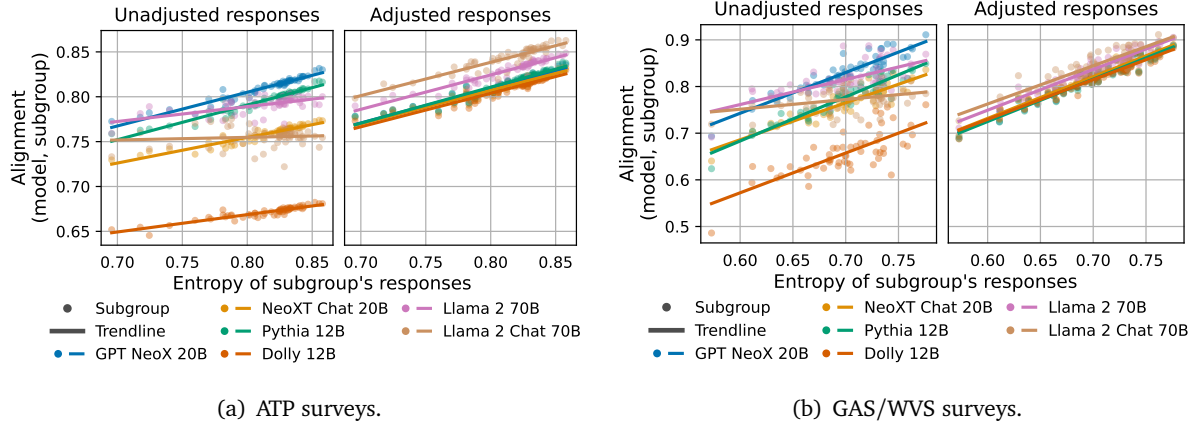 Unadjusted responses
Adjusted responses
0.85
0.80
0.75
0.70
0.65
Alignment
(model, subgroup)
0.70 0.75 0.80 0.85
0.70 0.75 0.80 0.85
Entropy of subgroup's responses
Subgroup
Trendline
GPT NeoX 20B
NeoXT Chat 20B
Pythia 12B
Dolly 12B
Llama 2 70B
Llama 2 Chat 70B
(a) ATP surveys.
Unadjusted responses
Adjusted responses
0.9
0.8
0.7
0.6
0.5
Alignment
(model, subgroup)
0.60 0.65 0.70 0.75
0.60 0.65 0.70 0.75
Entropy of subgroup's responses
Subgroup
Trendline
GPT NeoX 20B
NeoXT Chat 20B
Pythia 12B
Dolly 12B
Llama 2 70B
Llama 2 Chat 70B
(b) GAS/WVS surveys.